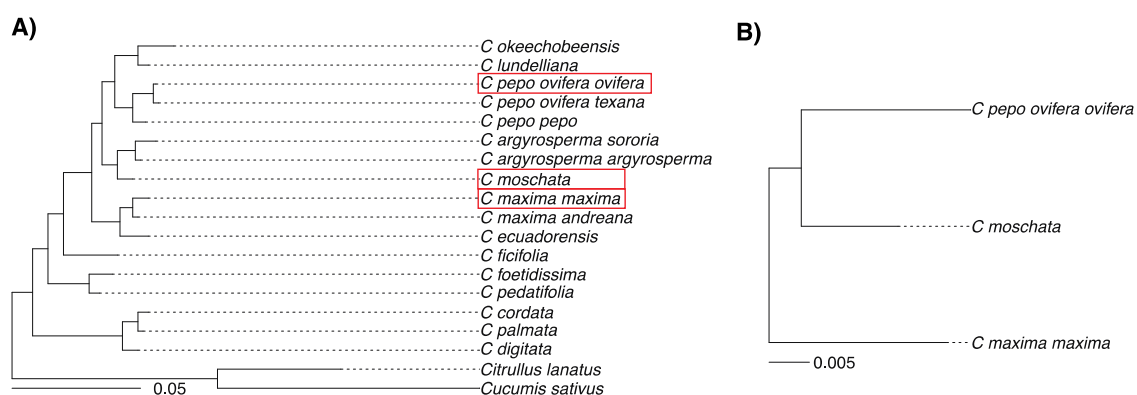 A)
C okeechobeensis
C lundelliana
C pepo ovifera ovifera
C pepo ovifera texana
C pepo pepo
C argyrosperma sororia
C argyrosperma argyrosperma
C moschata
C maxima maxima
C maxima andreana
C ecuadorensis
C ficifolia
C foetidissima
C pedatifolia
C cordata
C palmata
C digitata
Citrullus lanatus
Cucumis sativus
0.05
B)
C pepo ovifera ovifera
C moschata
C maxima maxima
0.005